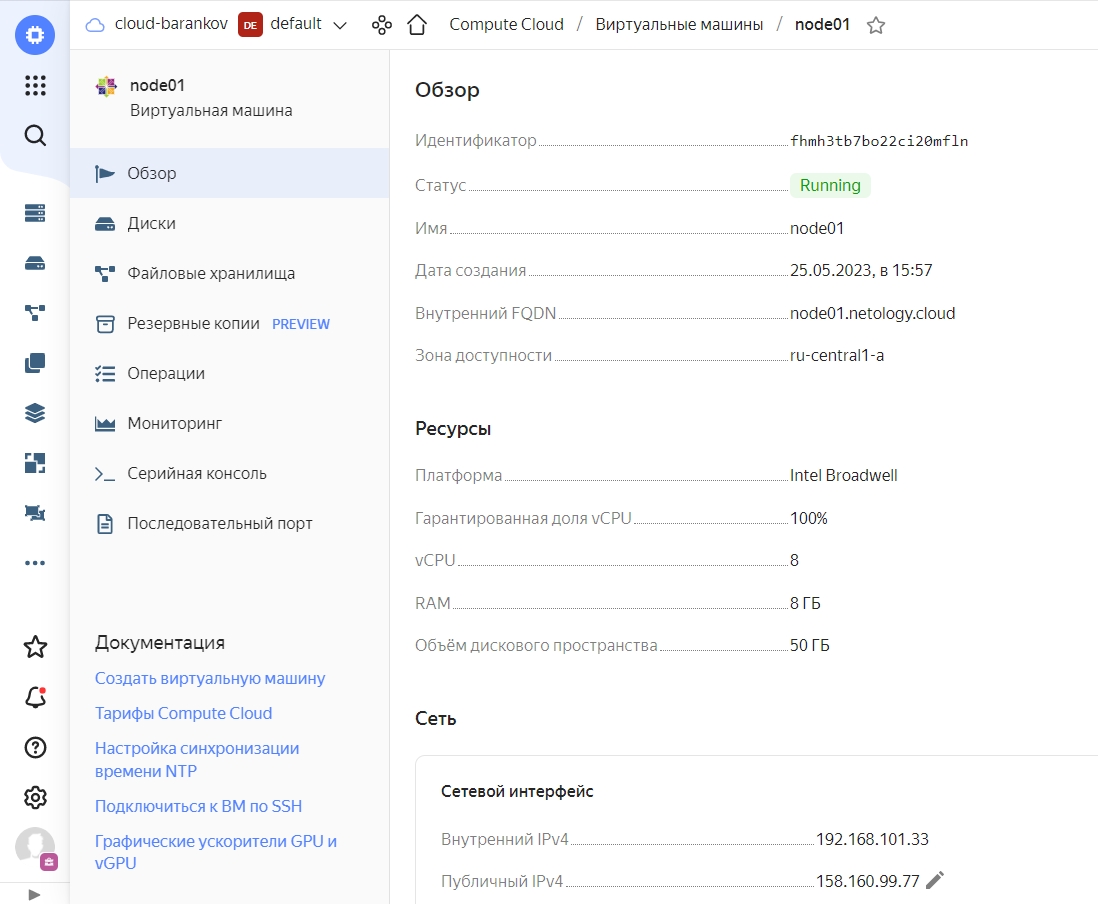 cloud-barankov DE default Compute Cloud / Виртуальные машины / node01
node01
Виртуальная машина
Обзор
Диски
Файловые хранилища
Резервные копии PREVIEW
Операции
Мониторинг
Серийная консоль
Последовательный порт
Документация
Создать виртуальную машину
Тарифы Compute Cloud
Настройка синхронизации
времени NTP
Подключиться к ВМ по SSH
Графические ускорители GPU и
vGPU
Обзор
Идентификатор fhmh3tb7bo22ci20mfln
Статус Running
Имя node01
Дата создания 25.05.2023, в 15:57
Внутренний FQDN node01.netology.cloud
Зона доступности ru-central1-a
Ресурсы
Платформа Intel Broadwell
Гарантированная доля vCPU 100%
vCPU 8
RAM 8 ГБ
Объём дискового пространства 50 ГБ
Сеть
Сетевой интерфейс
Внутренний IPv4 192.168.101.33
Публичный IPv4 158.160.99.77